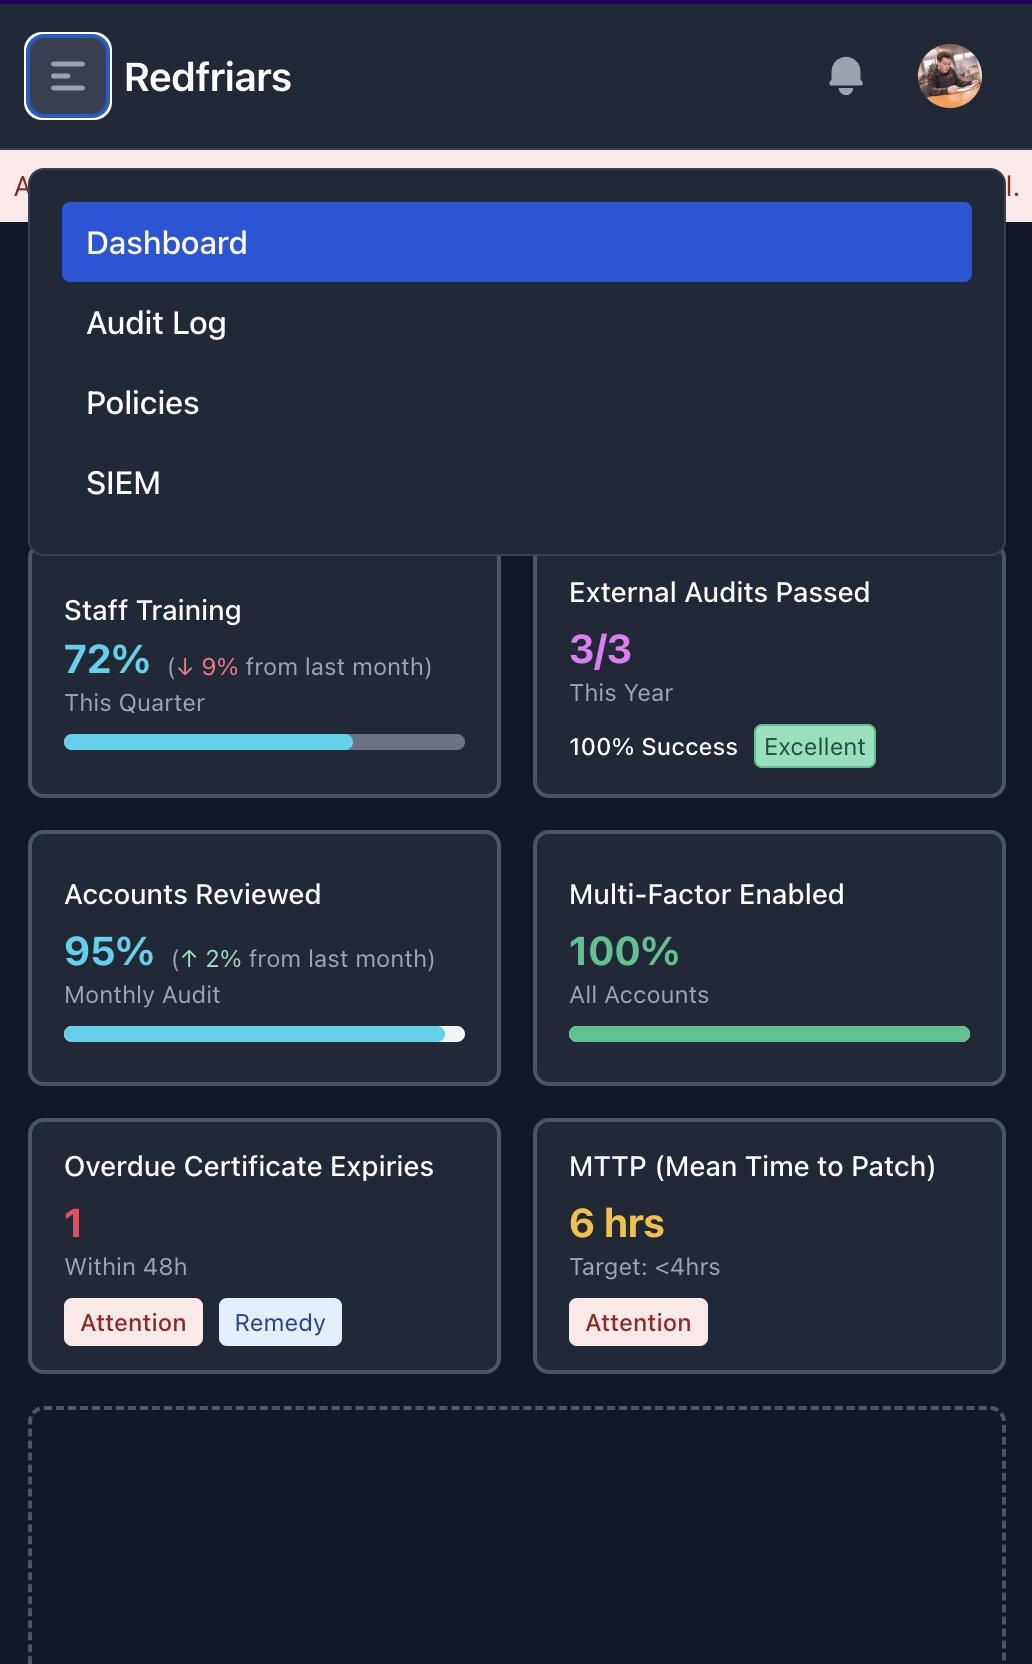 Redfriars
Dashboard
Audit Log
Policies
SIEM
Staff Training
72% (↓ 9% from last month)
This Quarter
External Audits Passed
3/3
This Year
100% Success Excellent
Accounts Reviewed
95% (↑ 2% from last month)
Monthly Audit
Multi-Factor Enabled
100%
All Accounts
Overdue Certificate Expiries
1
Within 48h
Attention Remedy
MTTP (Mean Time to Patch)
6 hrs
Target: <4hrs
Attention